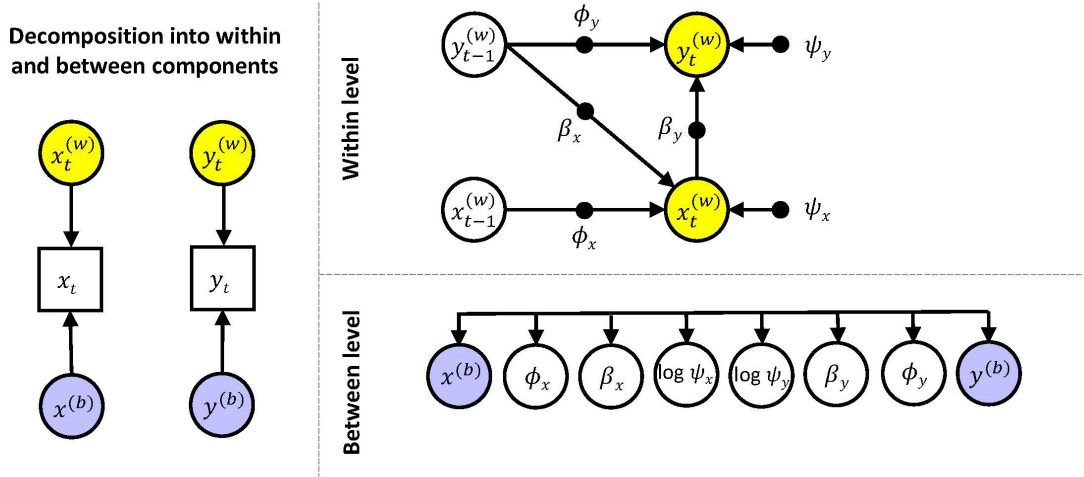 Decomposition into within
and between components
x_t^{(w)} y_t^{(w)}
x_t y_t
x^{(b)} y^{(b)}
Within level
ϕ_y
y_{t−1}^{(w)} y_t^{(w)} ψ_y
β_x β_y
x_{t−1}^{(w)} x_t^{(w)} ψ_x
ϕ_x
Between level
x^{(b)} ϕ_x β_x log ψ_x log ψ_y β_y ϕ_y y^{(b)}